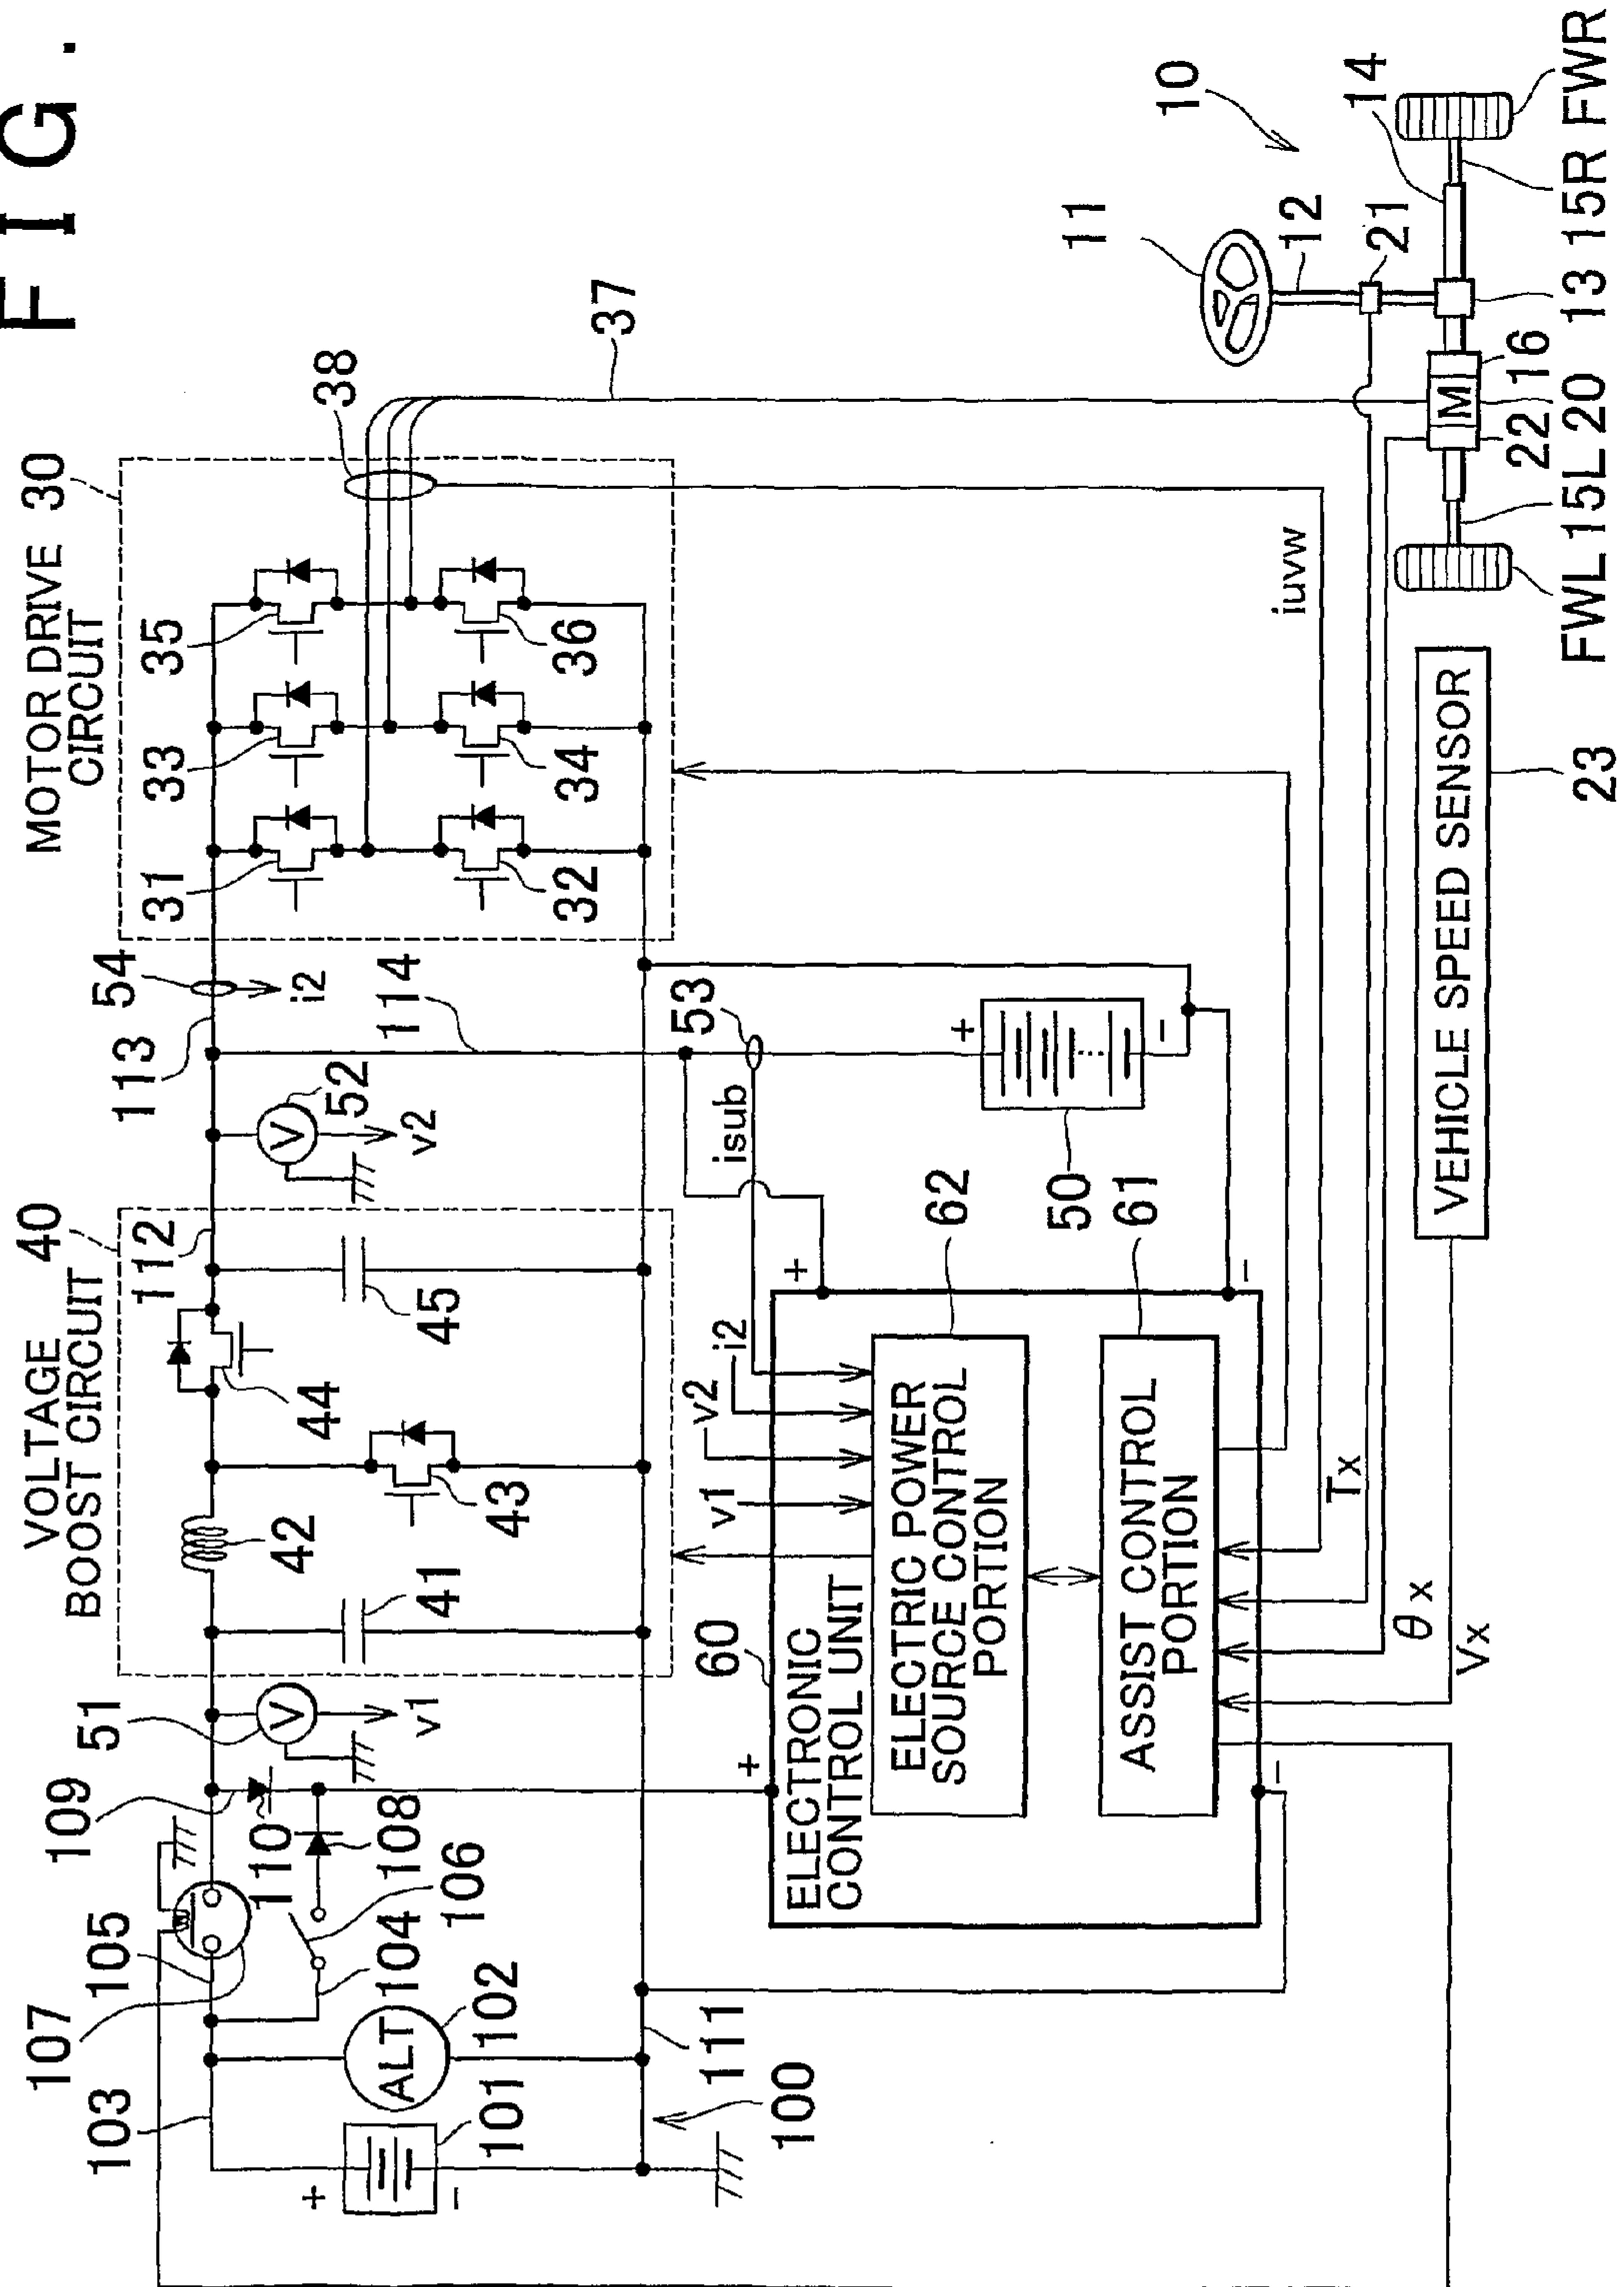 FIG.
VOLTAGE 40
BOOST CIRCUIT
MOTOR DRIVE 30
CIRCUIT
103
107
105
109
51
112
113
54
31
33
35
38
37
110
V
v1
42
44
V
52
v2
i2
114
32
34
36
+
−
101
ALT
102
104
106
108
41
43
45
111
100
60
+
ELECTRONIC
CONTROL UNIT
v1
v2
i2
isub
53
+
−
+
−
50
62
ELECTRIC POWER
SOURCE CONTROL
PORTION
61
ASSIST CONTROL
PORTION
−
iuvw
Tx
θx
Vx
VEHICLE SPEED SENSOR
23
10
11
12
21
14
M
22
16
FWL
15L
20
13
15R
FWR